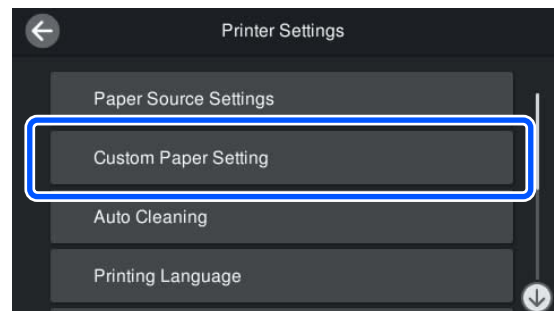 Printer Settings
Paper Source Settings
Custom Paper Setting
Auto Cleaning
Printing Language